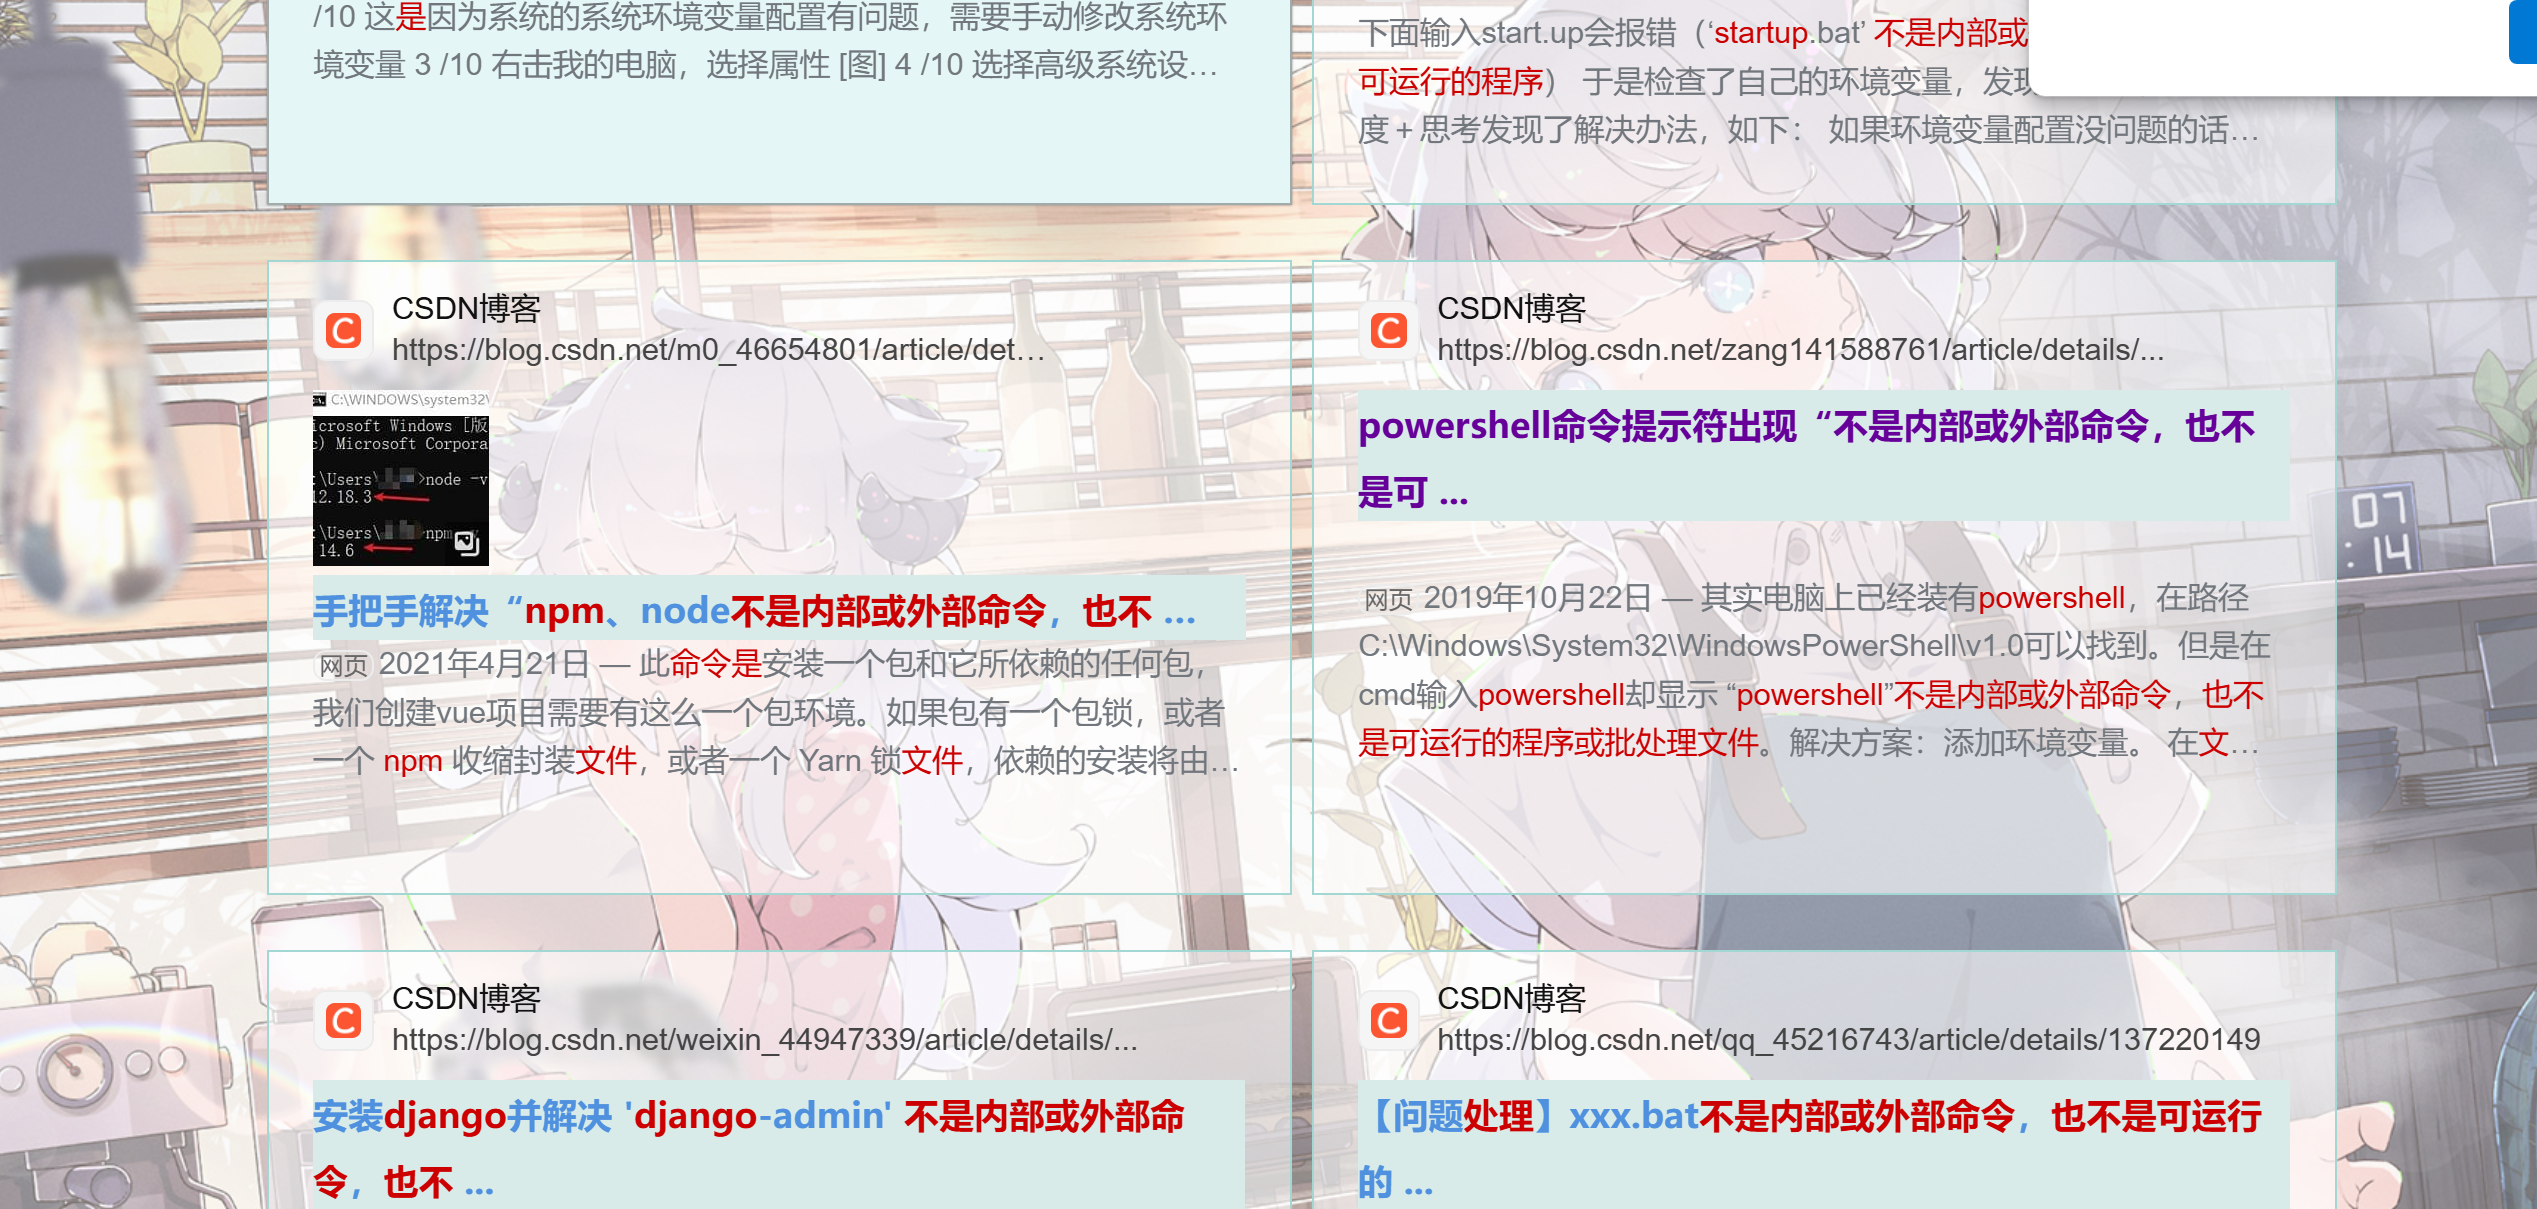 /10 这是因为系统的系统环境变量配置有问题，需要手动修改系统环
境变量 3 /10 右击我的电脑，选择属性 [图] 4 /10 选择高级系统设…
下面输入start.up会报错（‘startup.bat’ 不是内部或
可运行的程序） 于是检查了自己的环境变量，发现
度＋思考发现了解决办法，如下： 如果环境变量配置没问题的话…
CSDN博客
https://blog.csdn.net/m0_46654801/article/det…
C:\WINDOWS\system32\
icrosoft Windows [版
c) Microsoft Corpora
:\Users\ >node -v
12.18.3
:\Users\ npm
14.6
手把手解决“npm、node不是内部或外部命令，也不 ...
网页 2021年4月21日 — 此命令是安装一个包和它所依赖的任何包，
我们创建vue项目需要有这么一个包环境。如果包有一个包锁，或者
一个 npm 收缩封装文件，或者一个 Yarn 锁文件，依赖的安装将由…
CSDN博客
https://blog.csdn.net/zang141588761/article/details/...
powershell命令提示符出现“不是内部或外部命令，也不
是可 ...
网页 2019年10月22日 — 其实电脑上已经装有powershell，在路径
C:\Windows\System32\WindowsPowerShell\v1.0可以找到。但是在
cmd输入powershell却显示 “powershell”不是内部或外部命令，也不
是可运行的程序或批处理文件。解决方案：添加环境变量。 在文…
07
:14
CSDN博客
https://blog.csdn.net/weixin_44947339/article/details/...
安装django并解决 'django-admin' 不是内部或外部命
令，也不 ...
CSDN博客
https://blog.csdn.net/qq_45216743/article/details/137220149
【问题处理】xxx.bat不是内部或外部命令，也不是可运行
的 ...